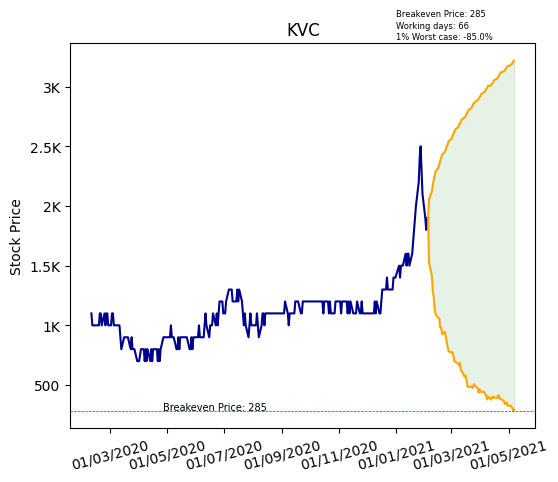 Breakeven Price: 285
Working days: 66
1% Worst case: -85.0%
KVC
Stock Price
3K
2.5K
2K
1.5K
1K
500
Breakeven Price: 285
01/03/2020
01/05/2020
01/07/2020
01/09/2020
01/11/2020
01/01/2021
01/03/2021
01/05/2021